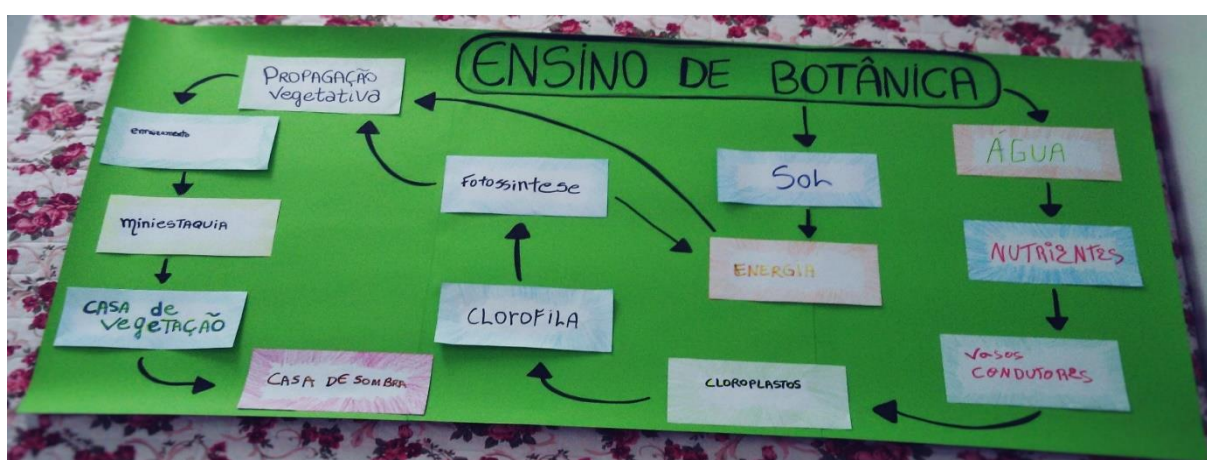 ENSINO DE BOTÂNICA
PROPAGAÇÃO
vegetativa
Fotossintese
SOL
ÁGUA
miniestaquia
ENERGIA
NUTRIENTES
CASA de
vegetAÇÃO
CLOROFILA
CASA DE SOMBRA
CLOROPLASTOS
Vasos
CONDUTORES